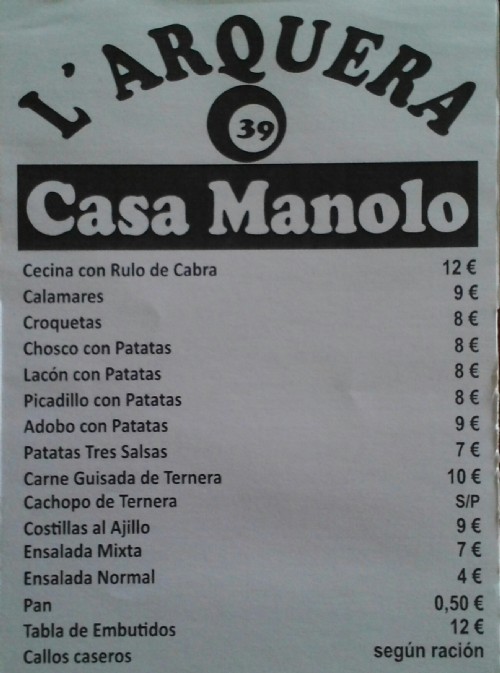 L'ARQUERA
39
Casa Manolo
Cecina con Rulo de Cabra 12 €
Calamares 9 €
Croquetas 8 €
Chosco con Patatas 8 €
Lacón con Patatas 8 €
Picadillo con Patatas 8 €
Adobo con Patatas 9 €
Patatas Tres Salsas 7 €
Carne Guisada de Ternera 10 €
Cachopo de Ternera S/P
Costillas al Ajillo 9 €
Ensalada Mixta 7 €
Ensalada Normal 4 €
Pan 0,50 €
Tabla de Embutidos 12 €
Callos caseros según ración